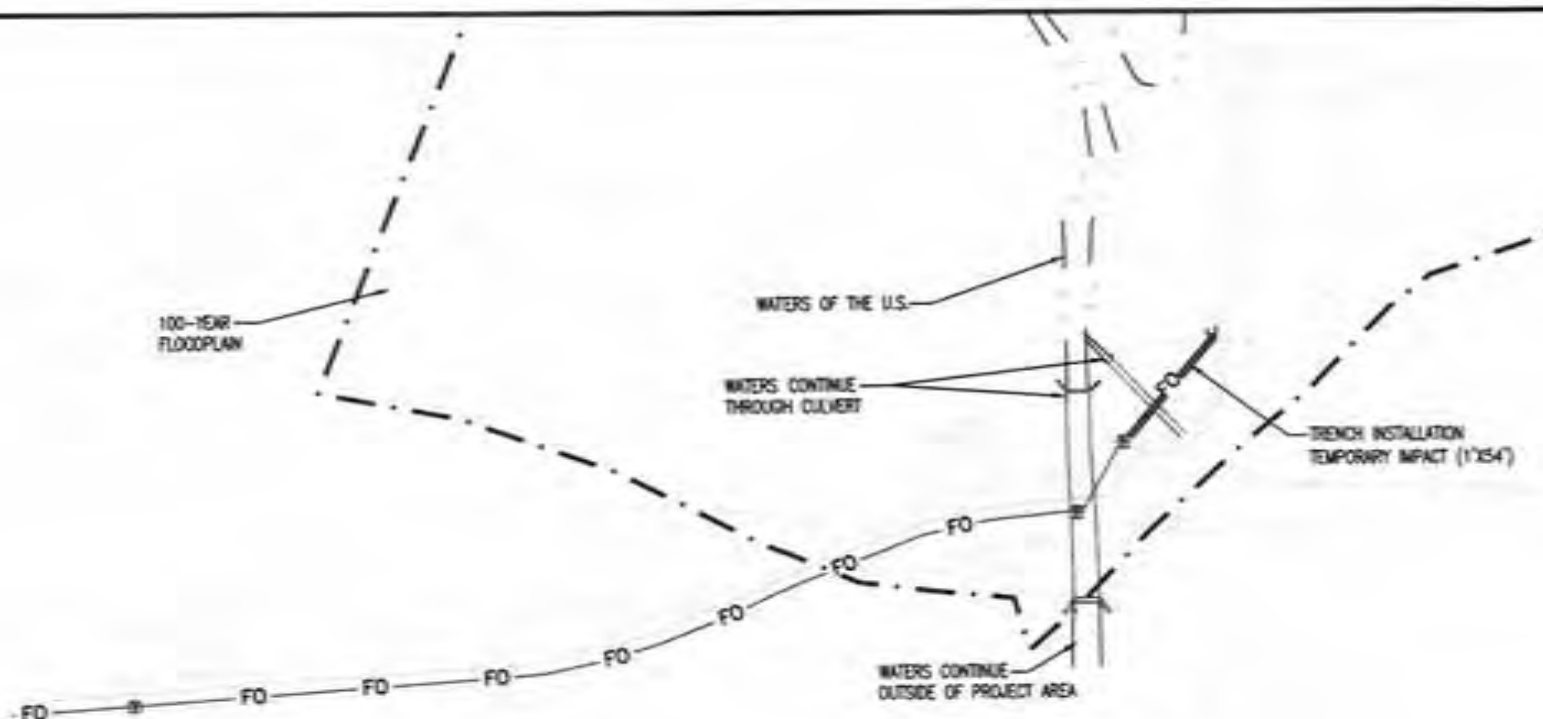 100-YEAR
FLOODPLAIN
WATERS OF THE U.S.
WATERS CONTINUE
THROUGH CULVERT
FO
TRENCH INSTALLATION
TEMPORARY IMPACT (1'X54')
FO
FO
FO
FO
FO
FO
FO
FO
WATERS CONTINUE
OUTSIDE OF PROJECT AREA